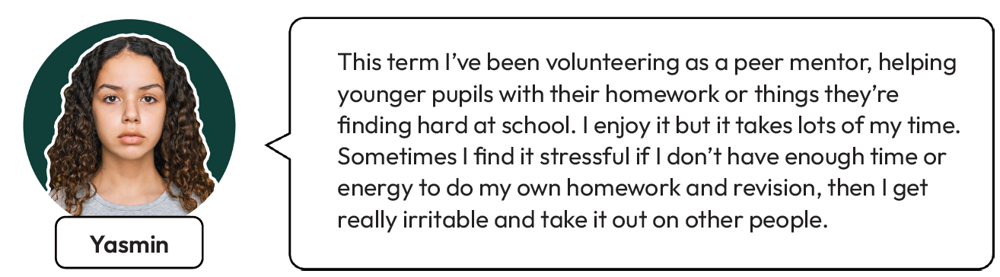 This term I’ve been volunteering as a peer mentor, helping
younger pupils with their homework or things they’re
finding hard at school. I enjoy it but it takes lots of my time.
Sometimes I find it stressful if I don’t have enough time or
energy to do my own homework and revision, then I get
really irritable and take it out on other people.
Yasmin